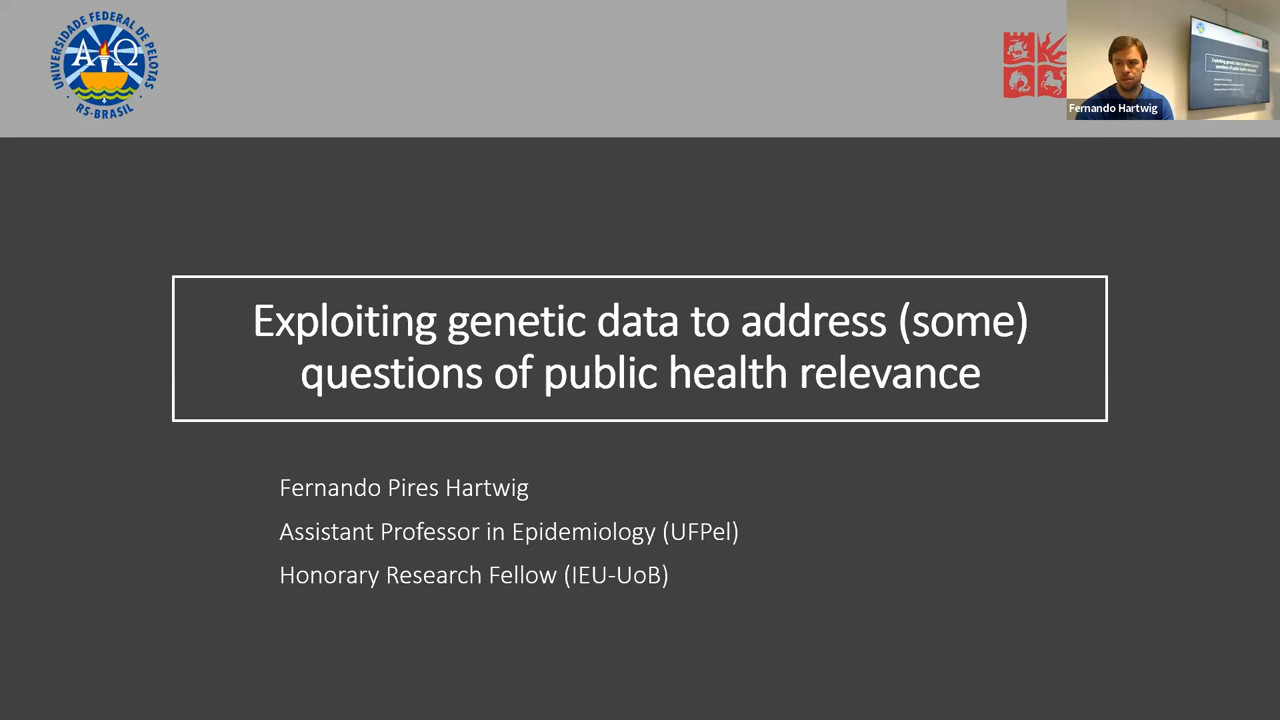 UNIVERSIDADE FEDERAL DE PELOTAS
ΑΩ
RS-BRASIL
Fernando Hartwig
Exploiting genetic data to address (some)
questions of public health relevance
Fernando Pires Hartwig
Assistant Professor in Epidemiology (UFPel)
Honorary Research Fellow (IEU-UoB)